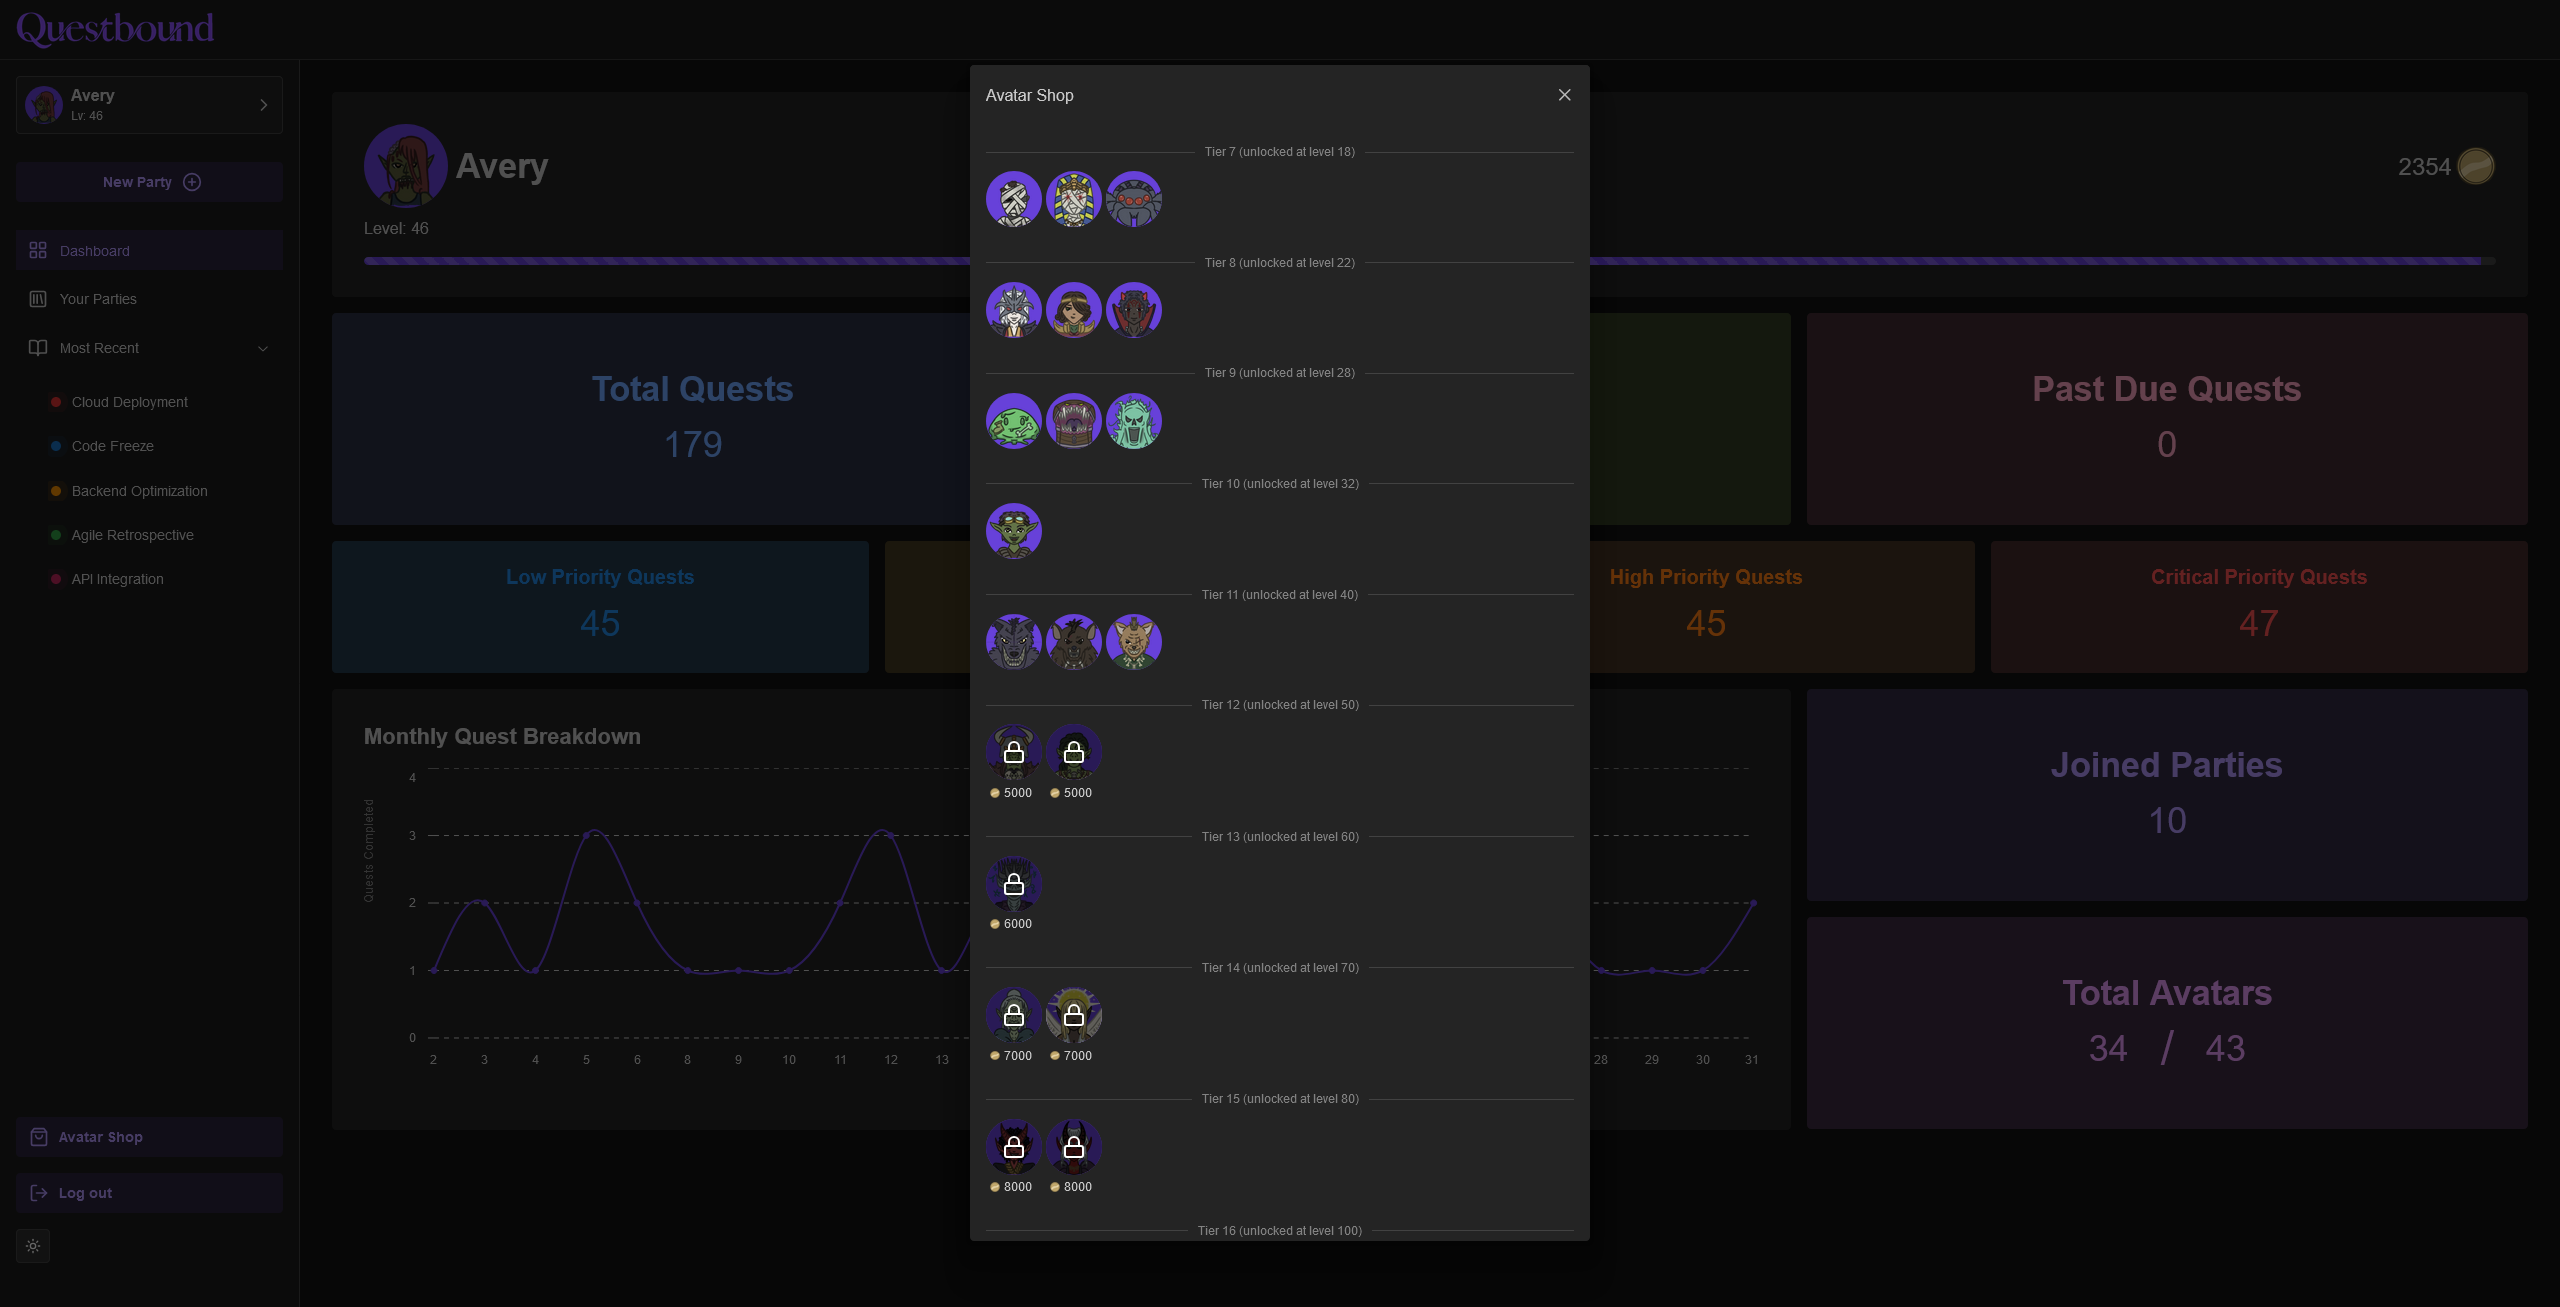 Questbound
Avery
Lv: 46
New Party
Dashboard
Your Parties
Most Recent
Cloud Deployment
Code Freeze
Backend Optimization
Agile Retrospective
API Integration
Avatar Shop
Log out
Avery
2354
Level: 46
Total Quests
179
Past Due Quests
0
Low Priority Quests
45
High Priority Quests
45
Critical Priority Quests
47
Monthly Quest Breakdown
Quests Completed
4
3
2
1
0
2 3 4 5 6 8 9 10 11 12 13 28 29 30 31
Joined Parties
10
Total Avatars
34 / 43
Avatar Shop
Tier 7 (unlocked at level 18)
Tier 8 (unlocked at level 22)
Tier 9 (unlocked at level 28)
Tier 10 (unlocked at level 32)
Tier 11 (unlocked at level 40)
Tier 12 (unlocked at level 50)
5000 5000
Tier 13 (unlocked at level 60)
6000
Tier 14 (unlocked at level 70)
7000 7000
Tier 15 (unlocked at level 80)
8000 8000
Tier 16 (unlocked at level 100)